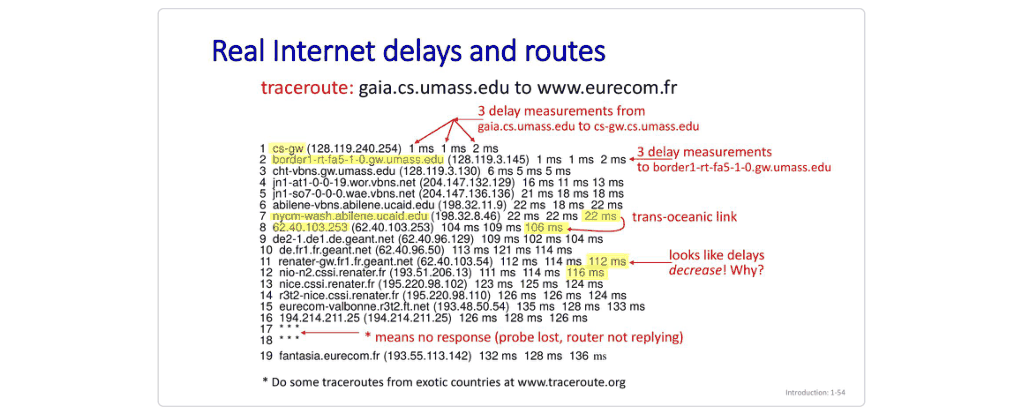 Real Internet delays and routes
traceroute: gaia.cs.umass.edu to www.eurecom.fr
3 delay measurements from
gaia.cs.umass.edu to cs-gw.cs.umass.edu
1 cs-gw (128.119.240.254) 1 ms 1 ms 2 ms
2 border1-rt-fa5-1-0.gw.umass.edu (128.119.3.145) 1 ms 1 ms 2 ms
3 delay measurements
to border1-rt-fa5-1-0.gw.umass.edu
3 cht-vbns.gw.umass.edu (128.119.3.130) 6 ms 5 ms 5 ms
4 jn1-at1-0-0-19.wor.vbns.net (204.147.132.129) 16 ms 11 ms 13 ms
5 jn1-so7-0-0-0.wae.vbns.net (204.147.136.136) 21 ms 18 ms 18 ms
6 abilene-vbns.abilene.ucaid.edu (198.32.11.9) 22 ms 18 ms 22 ms
7 nycm-wash.abilene.ucaid.edu (198.32.8.46) 22 ms 22 ms 22 ms
trans-oceanic link
8 62.40.103.253 (62.40.103.253) 104 ms 109 ms 106 ms
9 de2-1.de1.de.geant.net (62.40.96.129) 109 ms 102 ms 104 ms
10 de.fr1.fr.geant.net (62.40.96.50) 113 ms 121 ms 114 ms
11 renater-gw.fr1.fr.geant.net (62.40.103.54) 112 ms 114 ms 112 ms
looks like delays
decrease! Why?
12 nio-n2.cssi.renater.fr (193.51.206.13) 111 ms 114 ms 116 ms
13 nice.cssi.renater.fr (195.220.98.102) 123 ms 125 ms 124 ms
14 r3t2-nice.cssi.renater.fr (195.220.98.110) 126 ms 126 ms 124 ms
15 eurecom-valbonne.r3t2.ft.net (193.48.50.54) 135 ms 128 ms 133 ms
16 194.214.211.25 (194.214.211.25) 126 ms 128 ms 126 ms
17 * * *
18 * * *
* means no response (probe lost, router not replying)
19 fantasia.eurecom.fr (193.55.113.142) 132 ms 128 ms 136 ms
* Do some traceroutes from exotic countries at www.traceroute.org
Introduction: 1-54